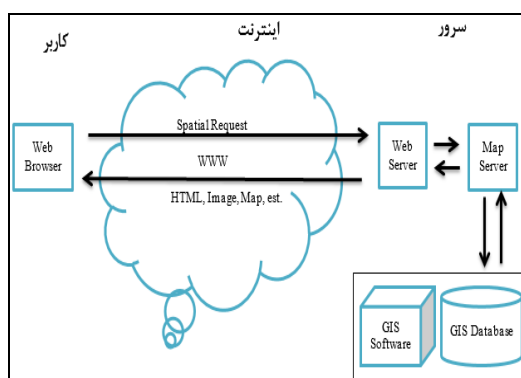 کاربر
اینترنت
سرور
Spatial Request
WWW
HTML, Image, Map, est.
Web
Browser
Web
Server
Map
Server
GIS
Software
GIS Database